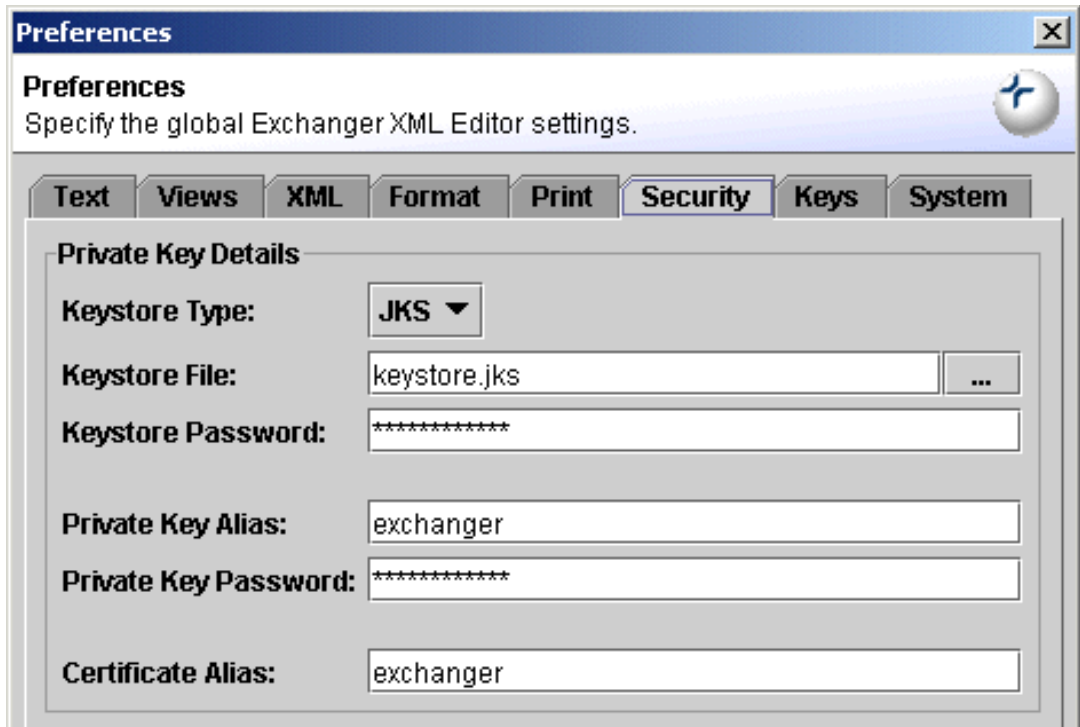 Preferences
Preferences
Specify the global Exchanger XML Editor settings.
Text Views XML Format Print Security Keys System
Private Key Details
Keystore Type: JKS
Keystore File: keystore.jks ...
Keystore Password: ************
Private Key Alias: exchanger
Private Key Password: ************
Certificate Alias: exchanger